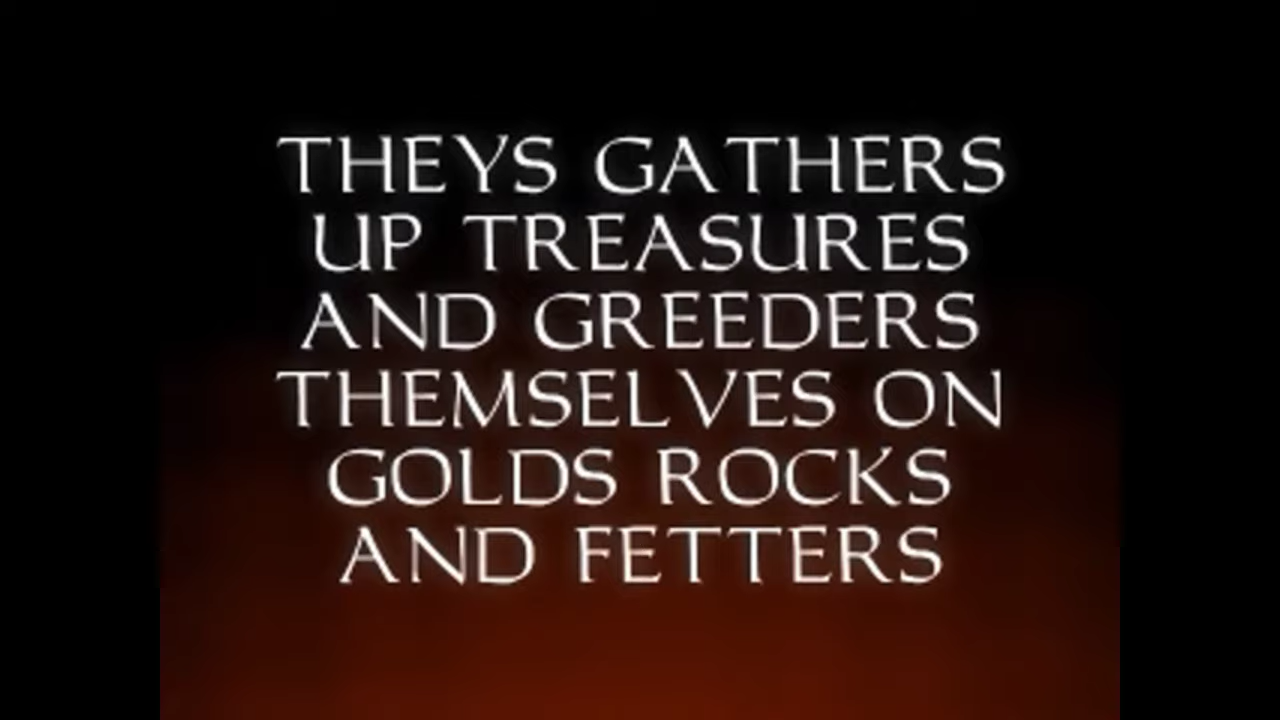 THEYS GATHERS
UP TREASURES
AND GREEDERS
THEMSELVES ON
GOLDS ROCKS
AND FETTERS